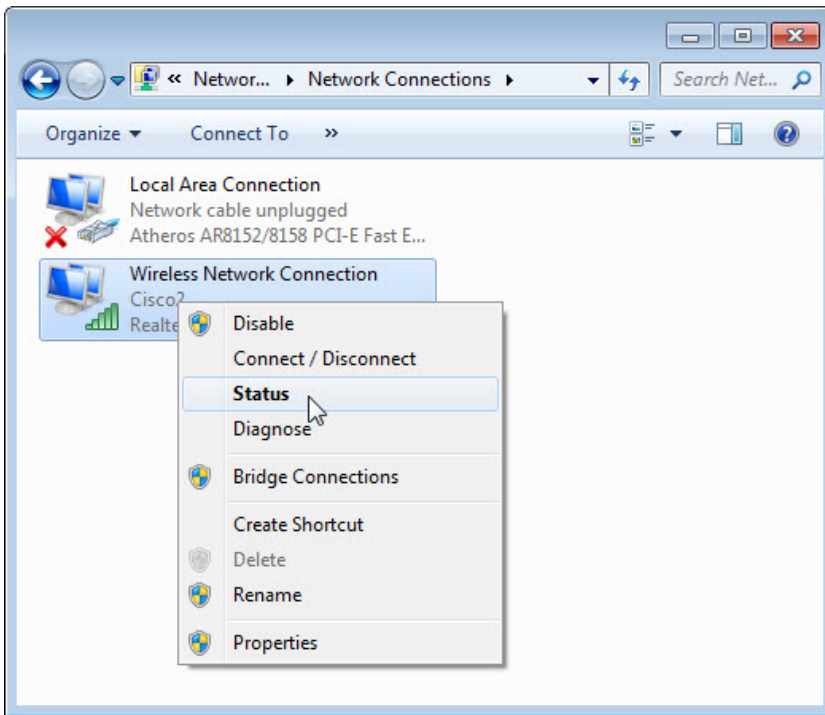 « Networ... Network Connections
Search Net...
Organize Connect To »
Local Area Connection
Network cable unplugged
Atheros AR8152/8158 PCI-E Fast E...
Wireless Network Connection
Cisco2
Realte
Disable
Connect / Disconnect
Status
Diagnose
Bridge Connections
Create Shortcut
Delete
Rename
Properties